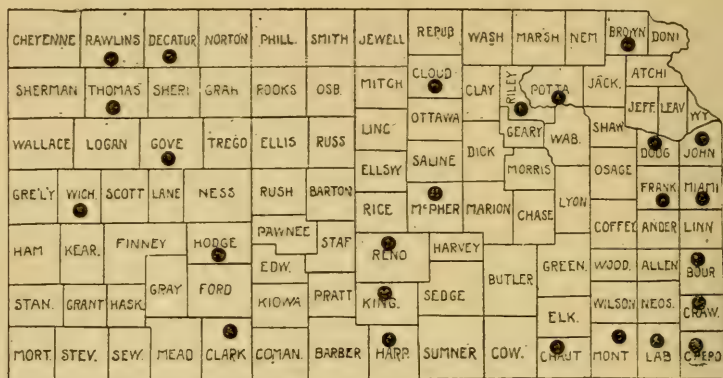 CHEYENNE RAWLINS DECATUR NORTON PHILL. SMITH JEWELL REPUB WASH MARSH NEM BROWN DONI
SHERMAN THOMAS SHERI GRAH ROOKS OSB. MITCH CLOUD CLAY RILEY POTTA JACK. ATCHI
JEFF. LEAV WY
WALLACE LOGAN GOVE TREGO ELLIS RUSS LINC OTTAWA GEARY WAB. SHAW DOUG JOHN
ELLSW SALINE DICK MORRIS OSAGE
GRE'LY WICH. SCOTT LANE NESS RUSH BARTON RICE McPHER MARION CHASE LYON FRANK MIAMI
HAM KEAR. FINNEY HODGE PAWNEE STAF RENO HARVEY COFFEY ANDER LINN
EDW. BUTLER GREEN. WOOD. ALLEN BOUR
STAN. GRANT HASK. GRAY FORD KIOWA PRATT KING. SEDGE WILSON NEOS. CRAW.
ELK.
MORT. STEV. SEW. MEAD CLARK COMAN. BARBER HARP. SUMNER COW. CHAUT MONT LAB